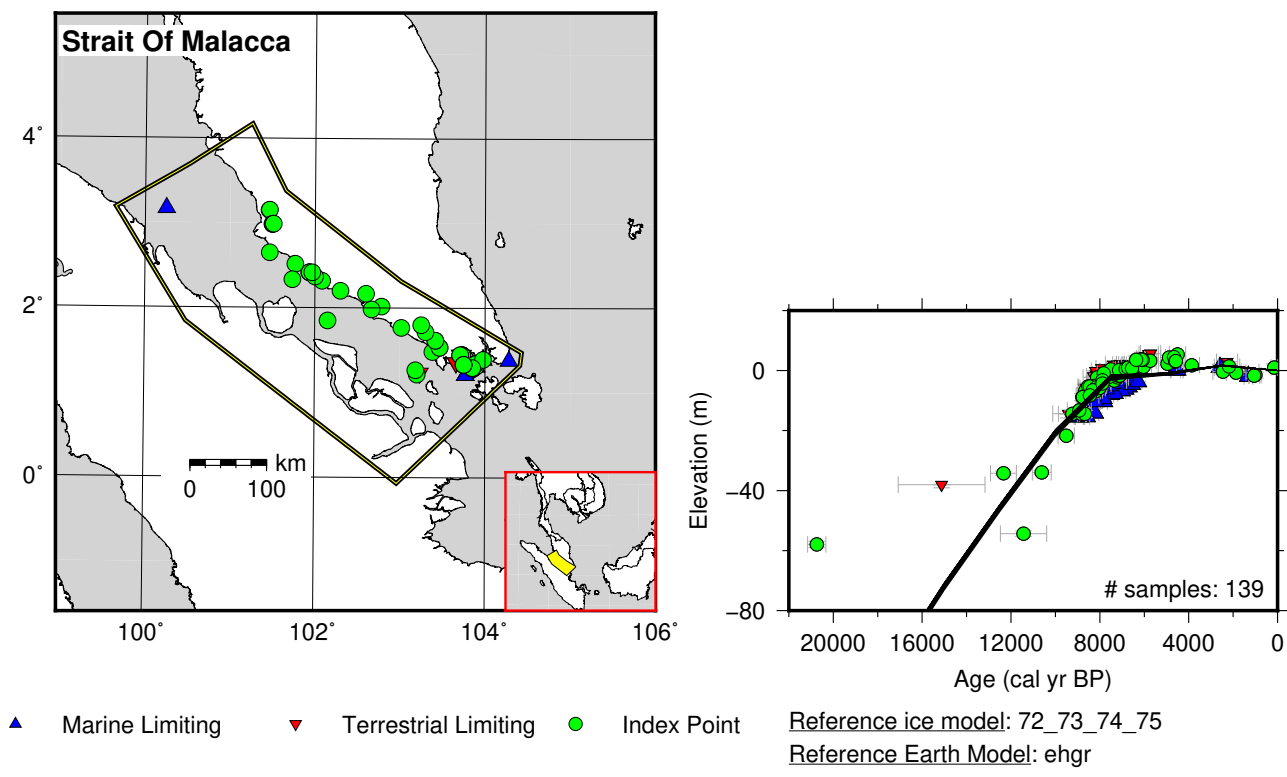 Strait Of Malacca
4˚
2˚
0˚
km
0 100
100˚ 102˚ 104˚ 106˚
Elevation (m)
0
−40
−80
# samples: 139
20000 16000 12000 8000 4000 0
Age (cal yr BP)
Marine Limiting Terrestrial Limiting Index Point
Reference ice model: 72_73_74_75
Reference Earth Model: ehgr